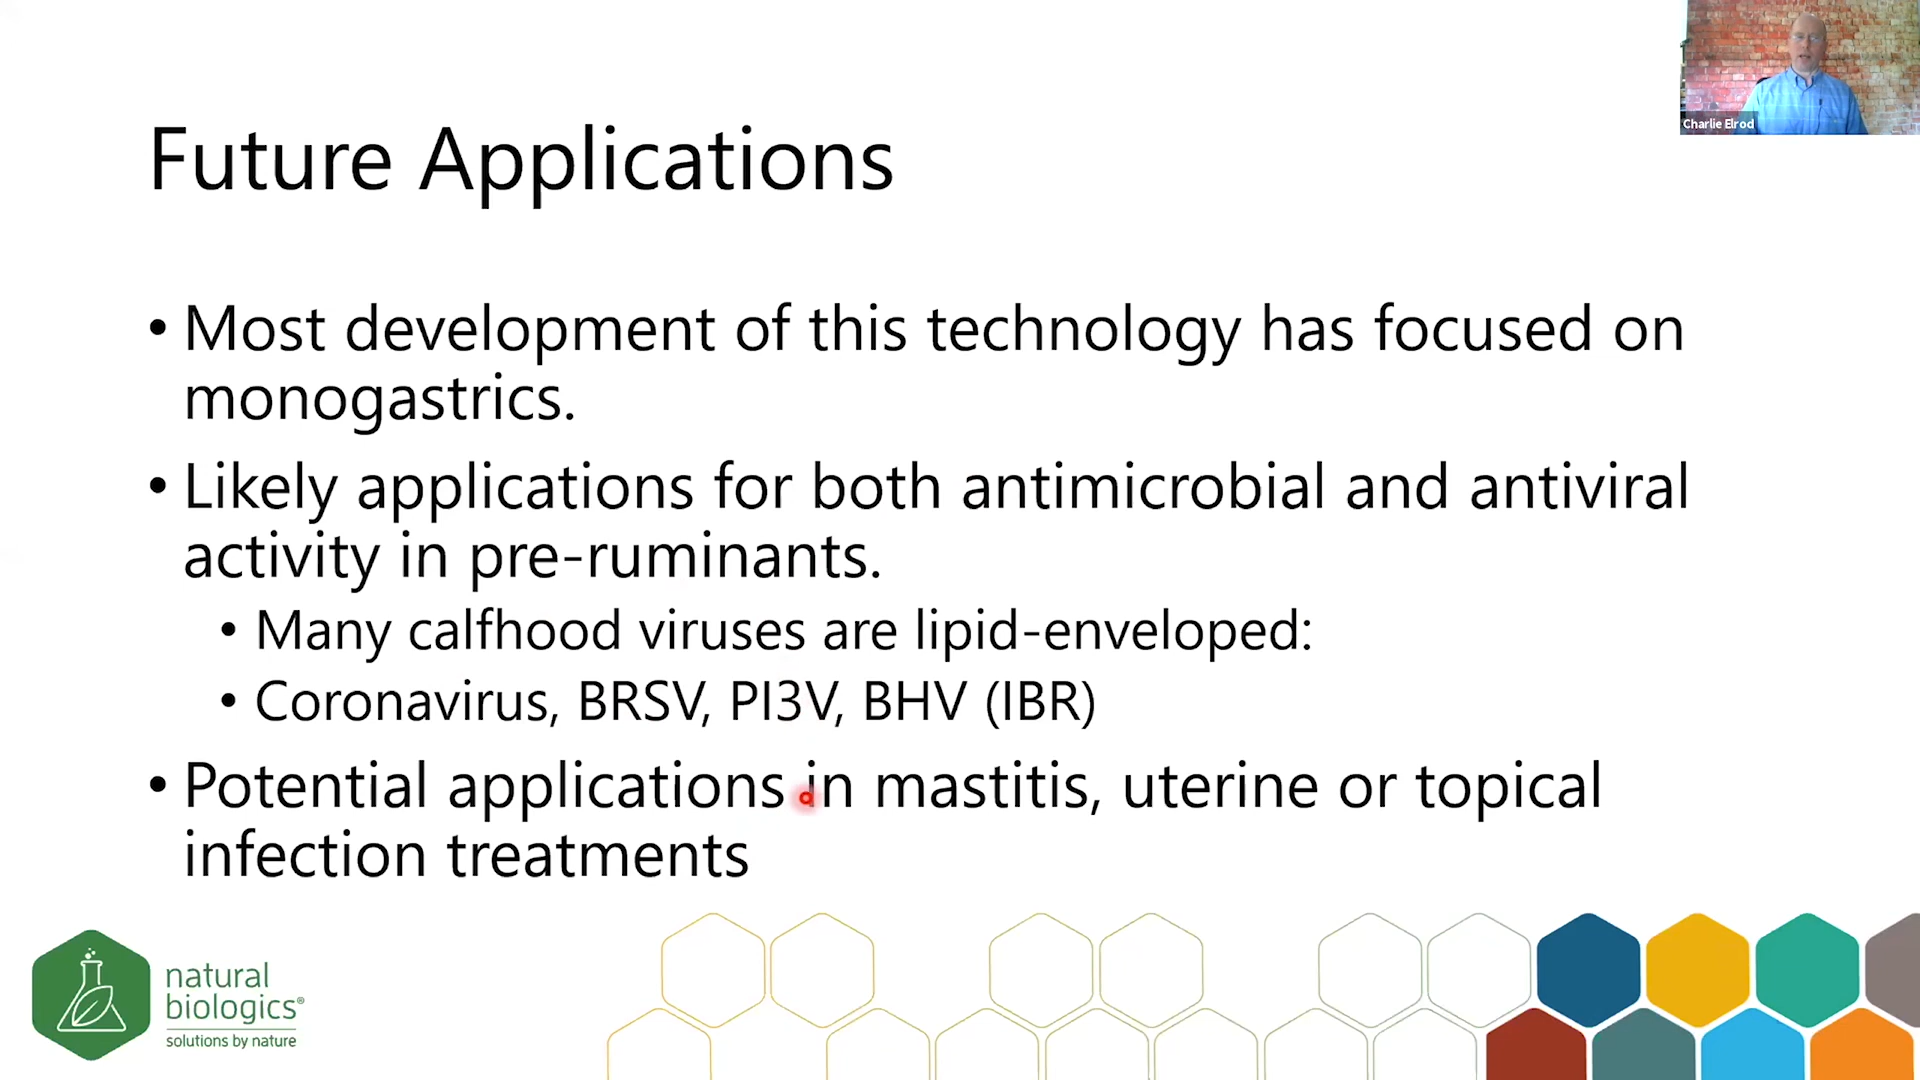 Charlie Elrod
Future Applications
• Most development of this technology has focused on
monogastrics.
• Likely applications for both antimicrobial and antiviral
activity in pre-ruminants.
• Many calfhood viruses are lipid-enveloped:
• Coronavirus, BRSV, PI3V, BHV (IBR)
• Potential applications in mastitis, uterine or topical
infection treatments
natural
biologics®
solutions by nature